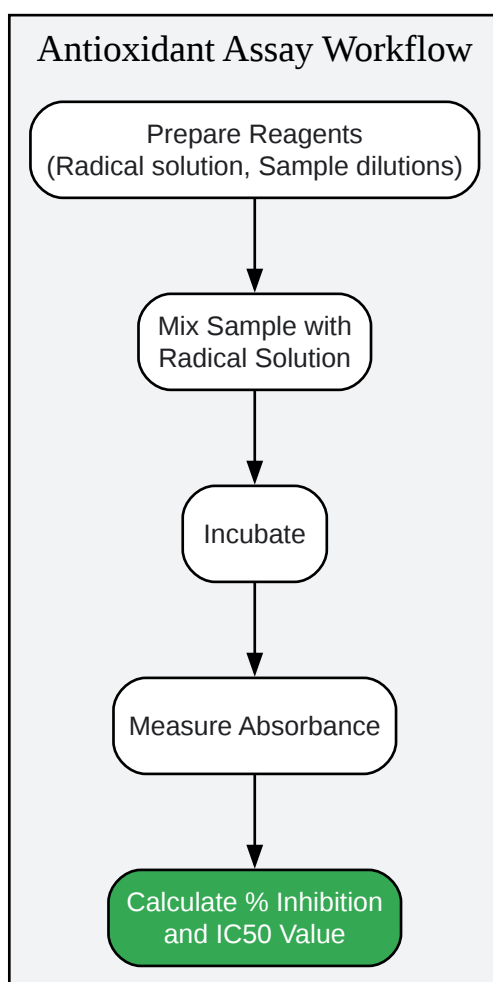 Antioxidant Assay Workflow
Prepare Reagents
(Radical solution, Sample dilutions)
Mix Sample with
Radical Solution
Incubate
Measure Absorbance
Calculate % Inhibition
and IC50 Value